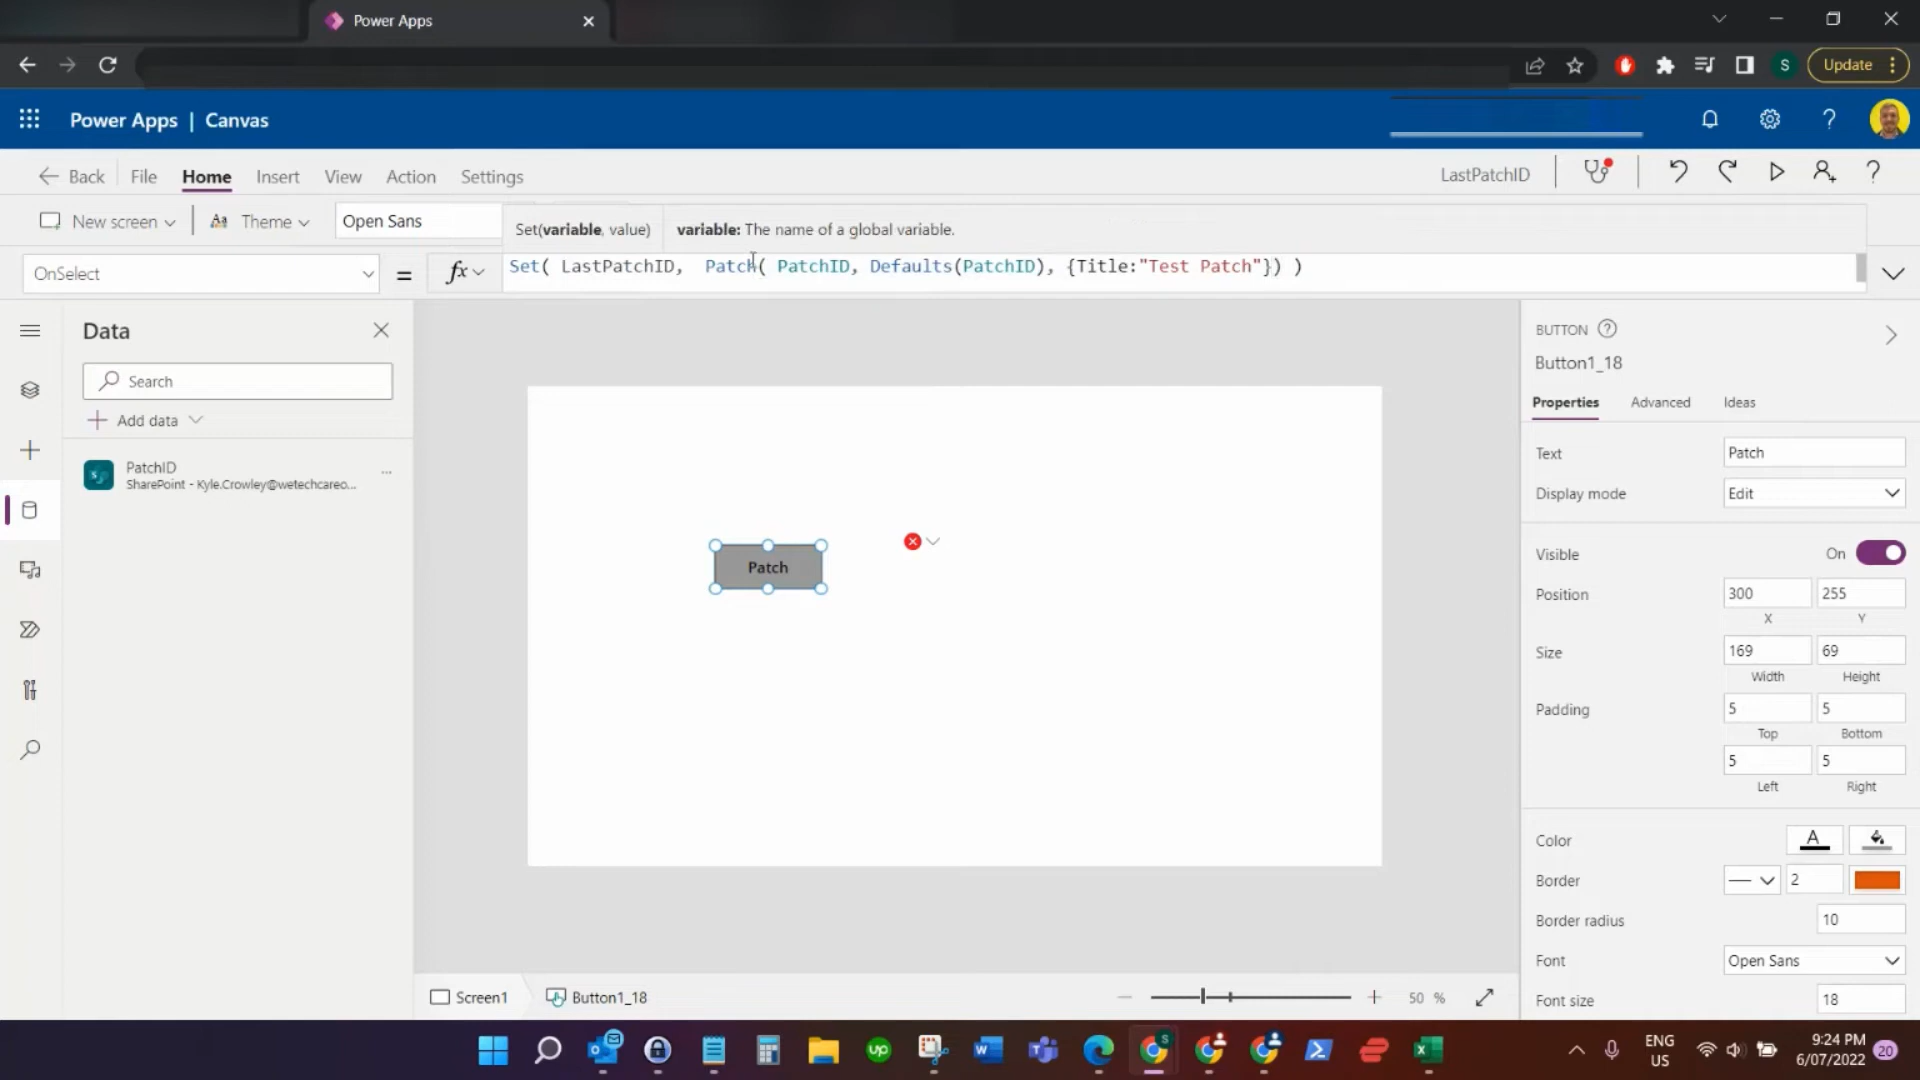 Power Apps
S
Update
Power Apps | Canvas
Back
File
Home
Insert
View
Action
Settings
LastPatchID
New screen
Theme
Open Sans
Set(variable, value)
variable: The name of a global variable.
OnSelect
=
fx
Set( LastPatchID,  Patch( PatchID, Defaults(PatchID), {Title:"Test Patch"}) )
Data
Search
Add data
PatchID
SharePoint - Kyle.Crowley@wetechcareo...
Patch
BUTTON
Button1_18
Properties
Advanced
Ideas
Text
Patch
Display mode
Edit
Visible
On
Position
300
255
X
Y
Size
169
69
Width
Height
Padding
5
5
Top
Bottom
5
5
Left
Right
Color
A
Border
2
Border radius
10
Font
Open Sans
Font size
18
Screen1
Button1_18
50 %
ENG
US
9:24 PM
6/07/2022
20